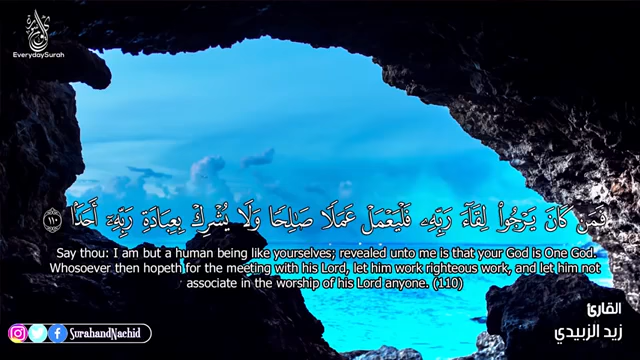 EverydaySurah
فَمَن كَانَ يَرْجُوا۟ لِقَآءَ رَبِّهِۦ فَلْيَعْمَلْ عَمَلًا صَـٰلِحًا وَلَا يُشْرِكْ بِعِبَادَةِ رَبِّهِۦٓ أَحَدًۢا ١١٠
Say thou: I am but a human being like yourselves; revealed unto me is that your God is One God.
Whosoever then hopeth for the meeting with his Lord, let him work righteous work, and let him not
associate in the worship of his Lord anyone. (110)
القارئ
زيد الزبيدي
SurahandNachid